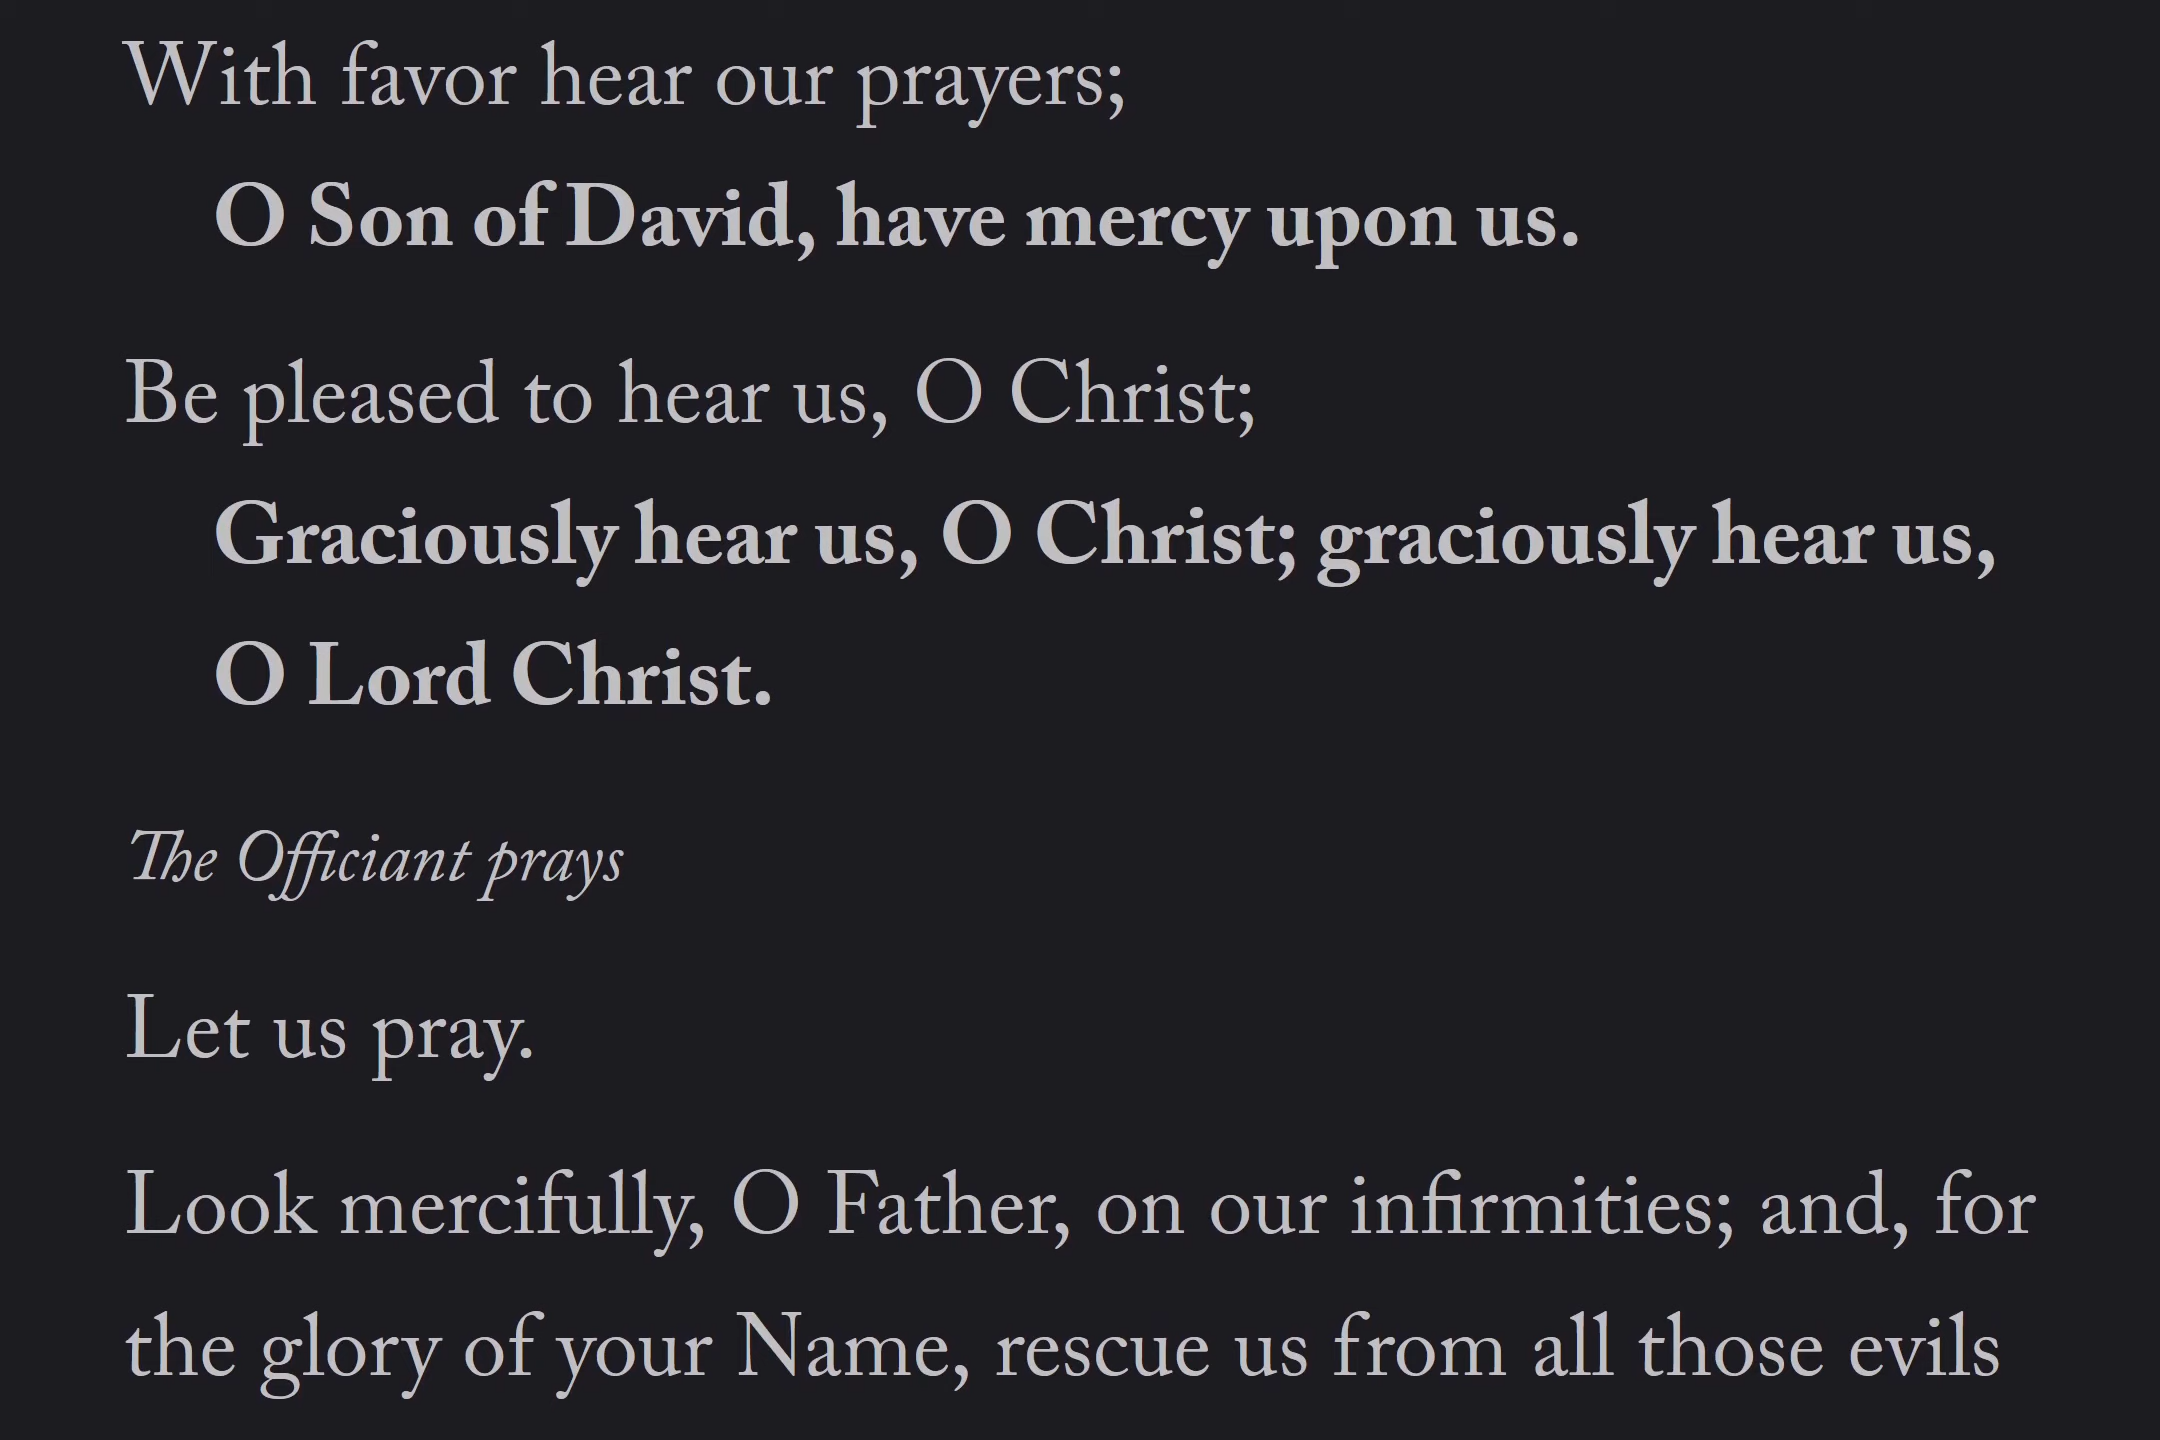 With favor hear our prayers;
O Son of David, have mercy upon us.
Be pleased to hear us, O Christ;
Graciously hear us, O Christ; graciously hear us,
O Lord Christ.
The Officiant prays
Let us pray.
Look mercifully, O Father, on our infirmities; and, for
the glory of your Name, rescue us from all those evils